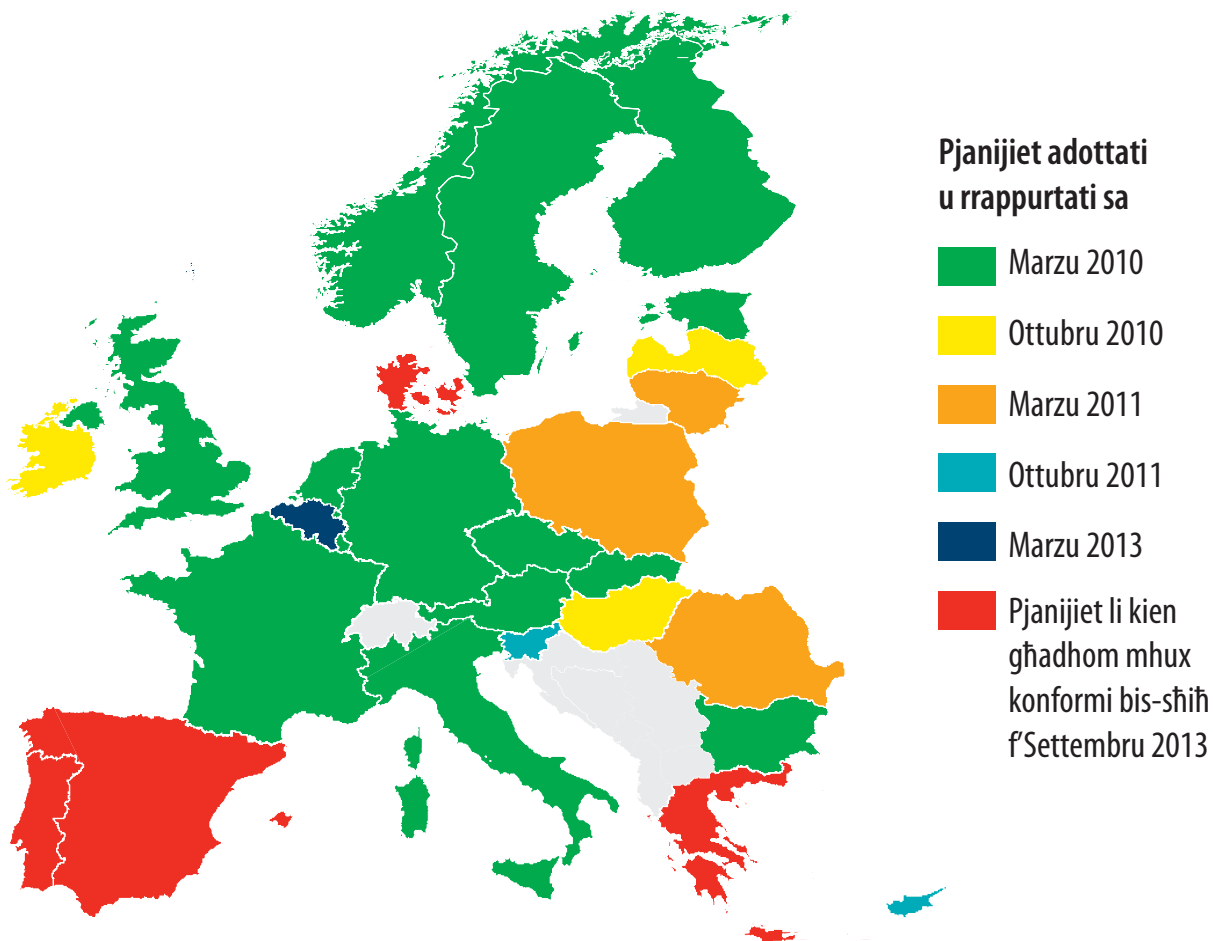 Pjanijiet adottati
u rrappurtati sa
Marzu 2010
Ottubru 2010
Marzu 2011
Ottubru 2011
Marzu 2013
Pjanijiet li kien
għadhom mhux
konformi bis-sħiħ
f'Settembru 2013